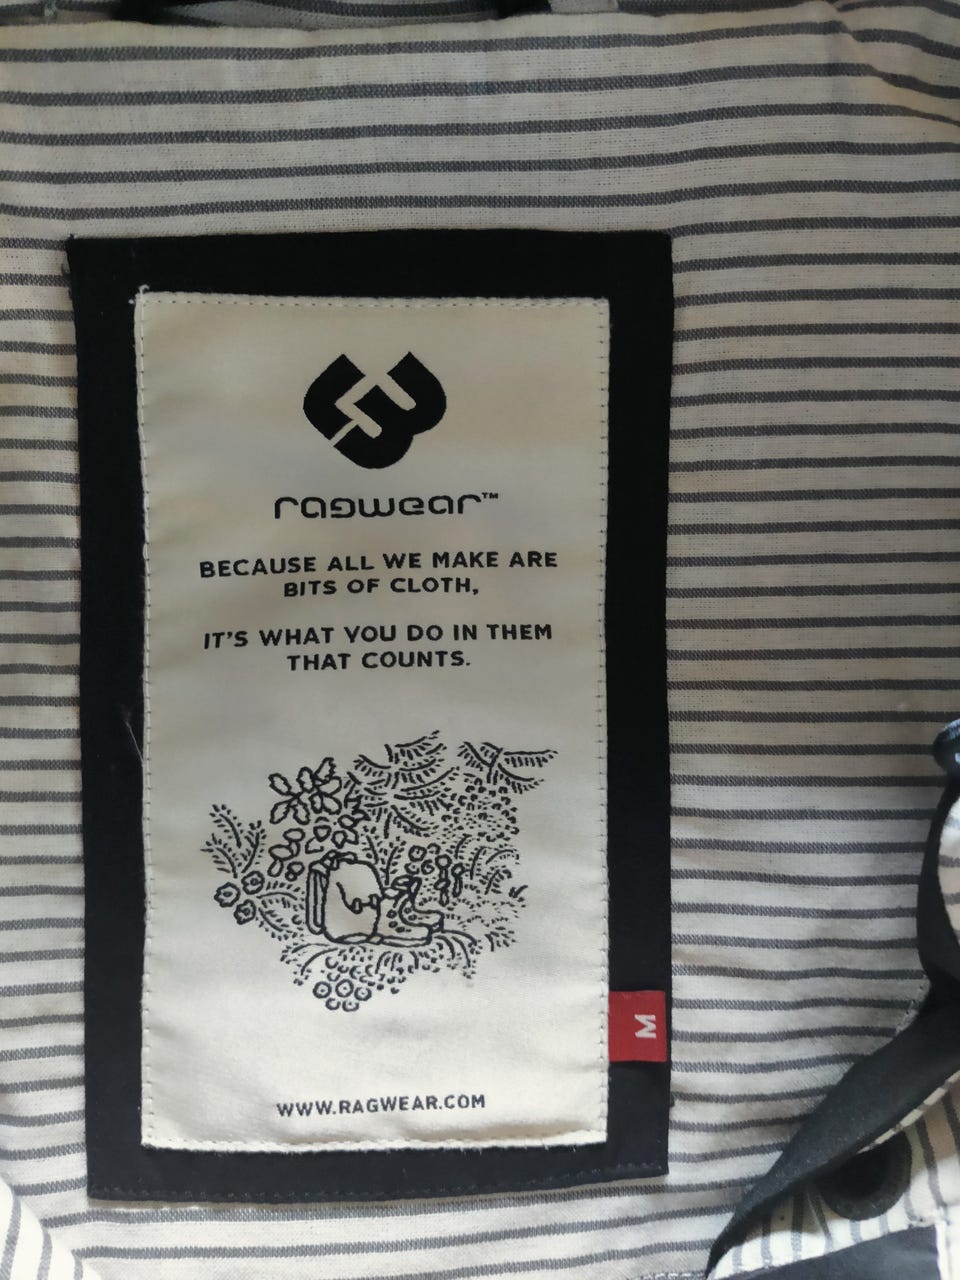 ragwear™
BECAUSE ALL WE MAKE ARE
BITS OF CLOTH,
IT'S WHAT YOU DO IN THEM
THAT COUNTS.
M
WWW.RAGWEAR.COM